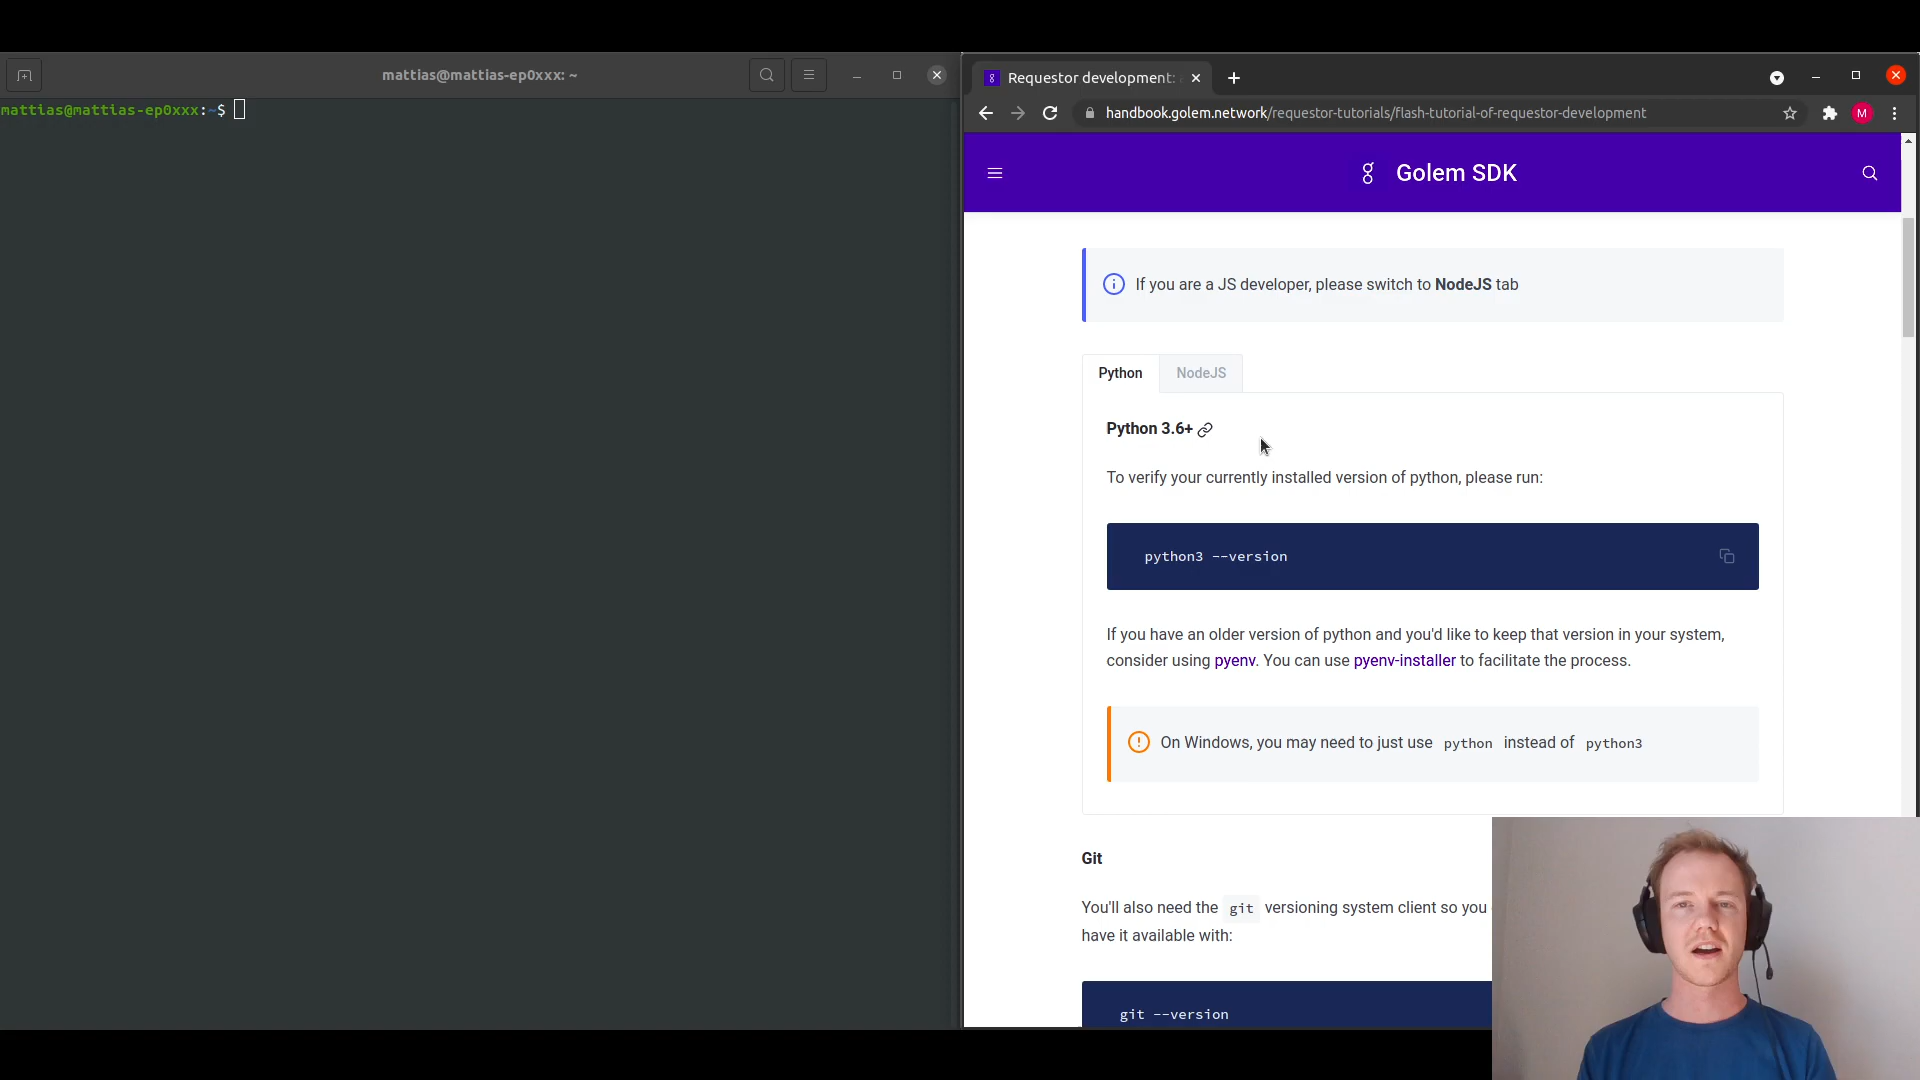 mattias@mattias-ep0xxx: ~
mattias@mattias-ep0xxx:~$
Requestor development:
handbook.golem.network/requestor-tutorials/flash-tutorial-of-requestor-development
M
Golem SDK
If you are a JS developer, please switch to NodeJS tab
Python
NodeJS
Python 3.6+
To verify your currently installed version of python, please run:
python3 --version
If you have an older version of python and you'd like to keep that version in your system,
consider using pyenv. You can use pyenv-installer to facilitate the process.
On Windows, you may need to just use python instead of python3
Git
You'll also need the git versioning system client so you
have it available with:
git --version